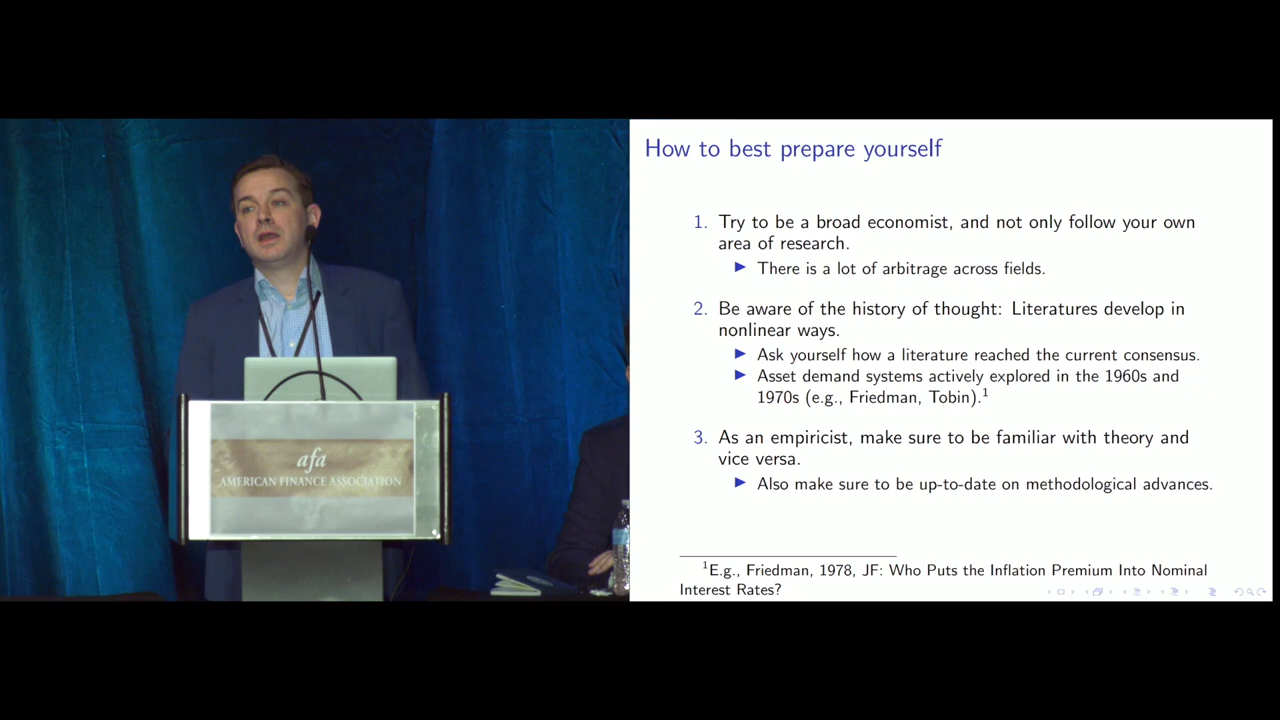 How to best prepare yourself
1. Try to be a broad economist, and not only follow your own
area of research.
▶ There is a lot of arbitrage across fields.
2. Be aware of the history of thought: Literatures develop in
nonlinear ways.
▶ Ask yourself how a literature reached the current consensus.
▶ Asset demand systems actively explored in the 1960s and
1970s (e.g., Friedman, Tobin).¹
3. As an empiricist, make sure to be familiar with theory and
vice versa.
▶ Also make sure to be up-to-date on methodological advances.
¹E.g., Friedman, 1978, JF: Who Puts the Inflation Premium Into Nominal
Interest Rates?
afa
AMERICAN FINANCE ASSOCIATION